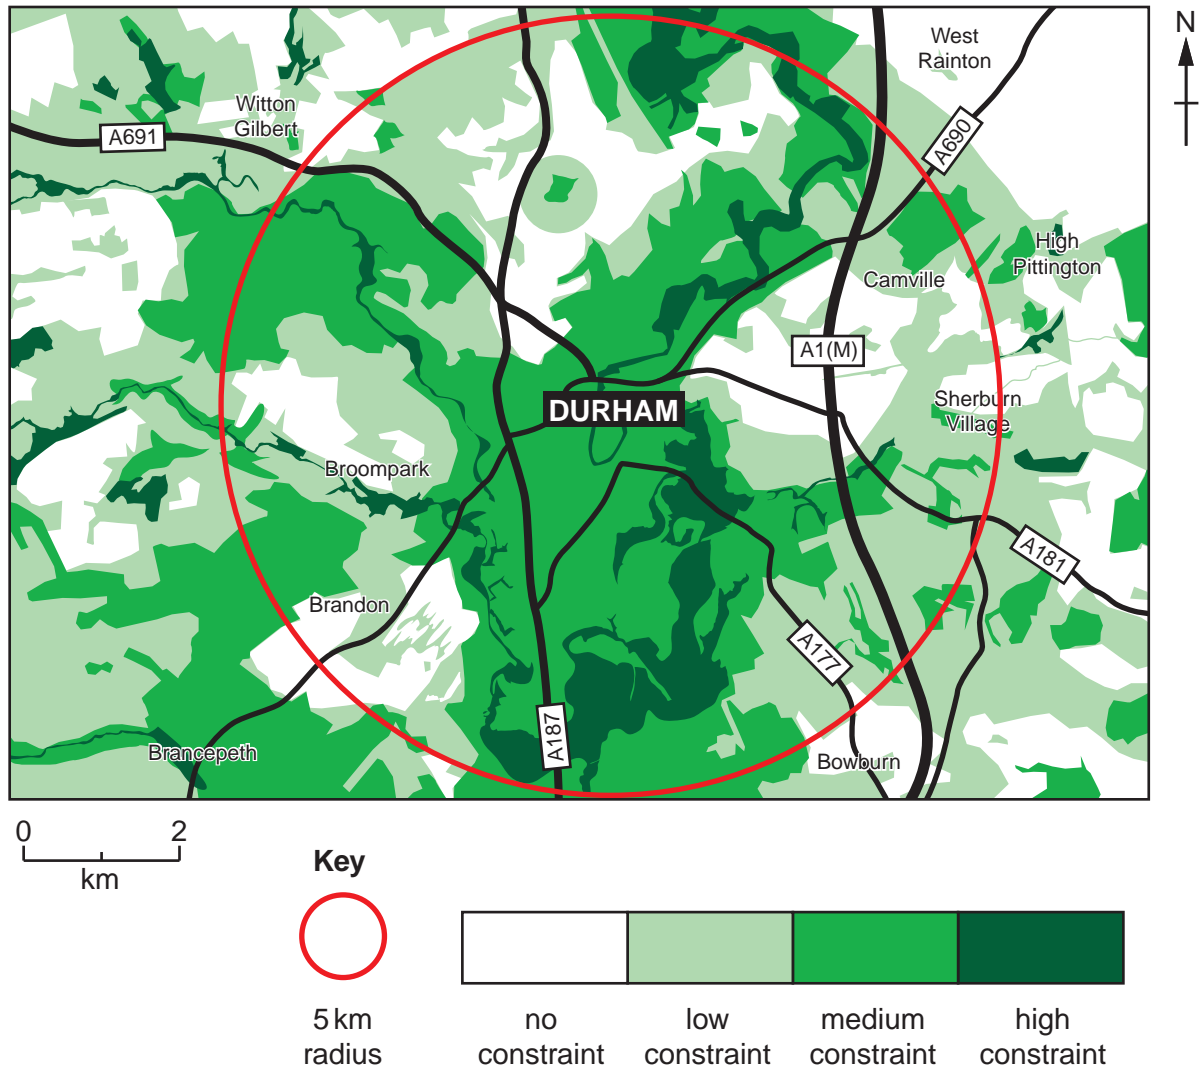 N
West
Rainton
Witton
Gilbert
A691
A690
High
Pittington
Camville
A1(M)
DURHAM
Sherburn
Village
Broompark
A181
Brandon
A177
A187
Brancepeth
Bowburn
0 2
km
Key
5 km
radius
no
constraint
low
constraint
medium
constraint
high
constraint